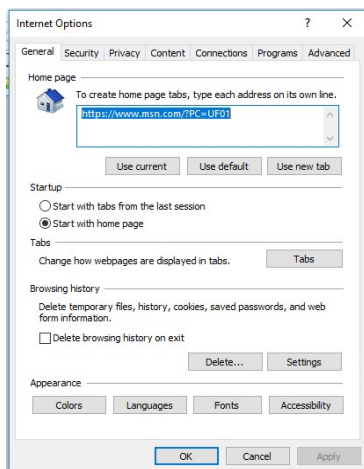 Internet Options
? X
General Security Privacy Content Connections Programs Advanced
Home page
To create home page tabs, type each address on its own line.
https://www.msn.com/?PC=UF01
Use current Use default Use new tab
Startup
Start with tabs from the last session
Start with home page
Tabs
Change how webpages are displayed in tabs. Tabs
Browsing history
Delete temporary files, history, cookies, saved passwords, and web
form information.
Delete browsing history on exit
Delete... Settings
Appearance
Colors Languages Fonts Accessibility
OK Cancel Apply